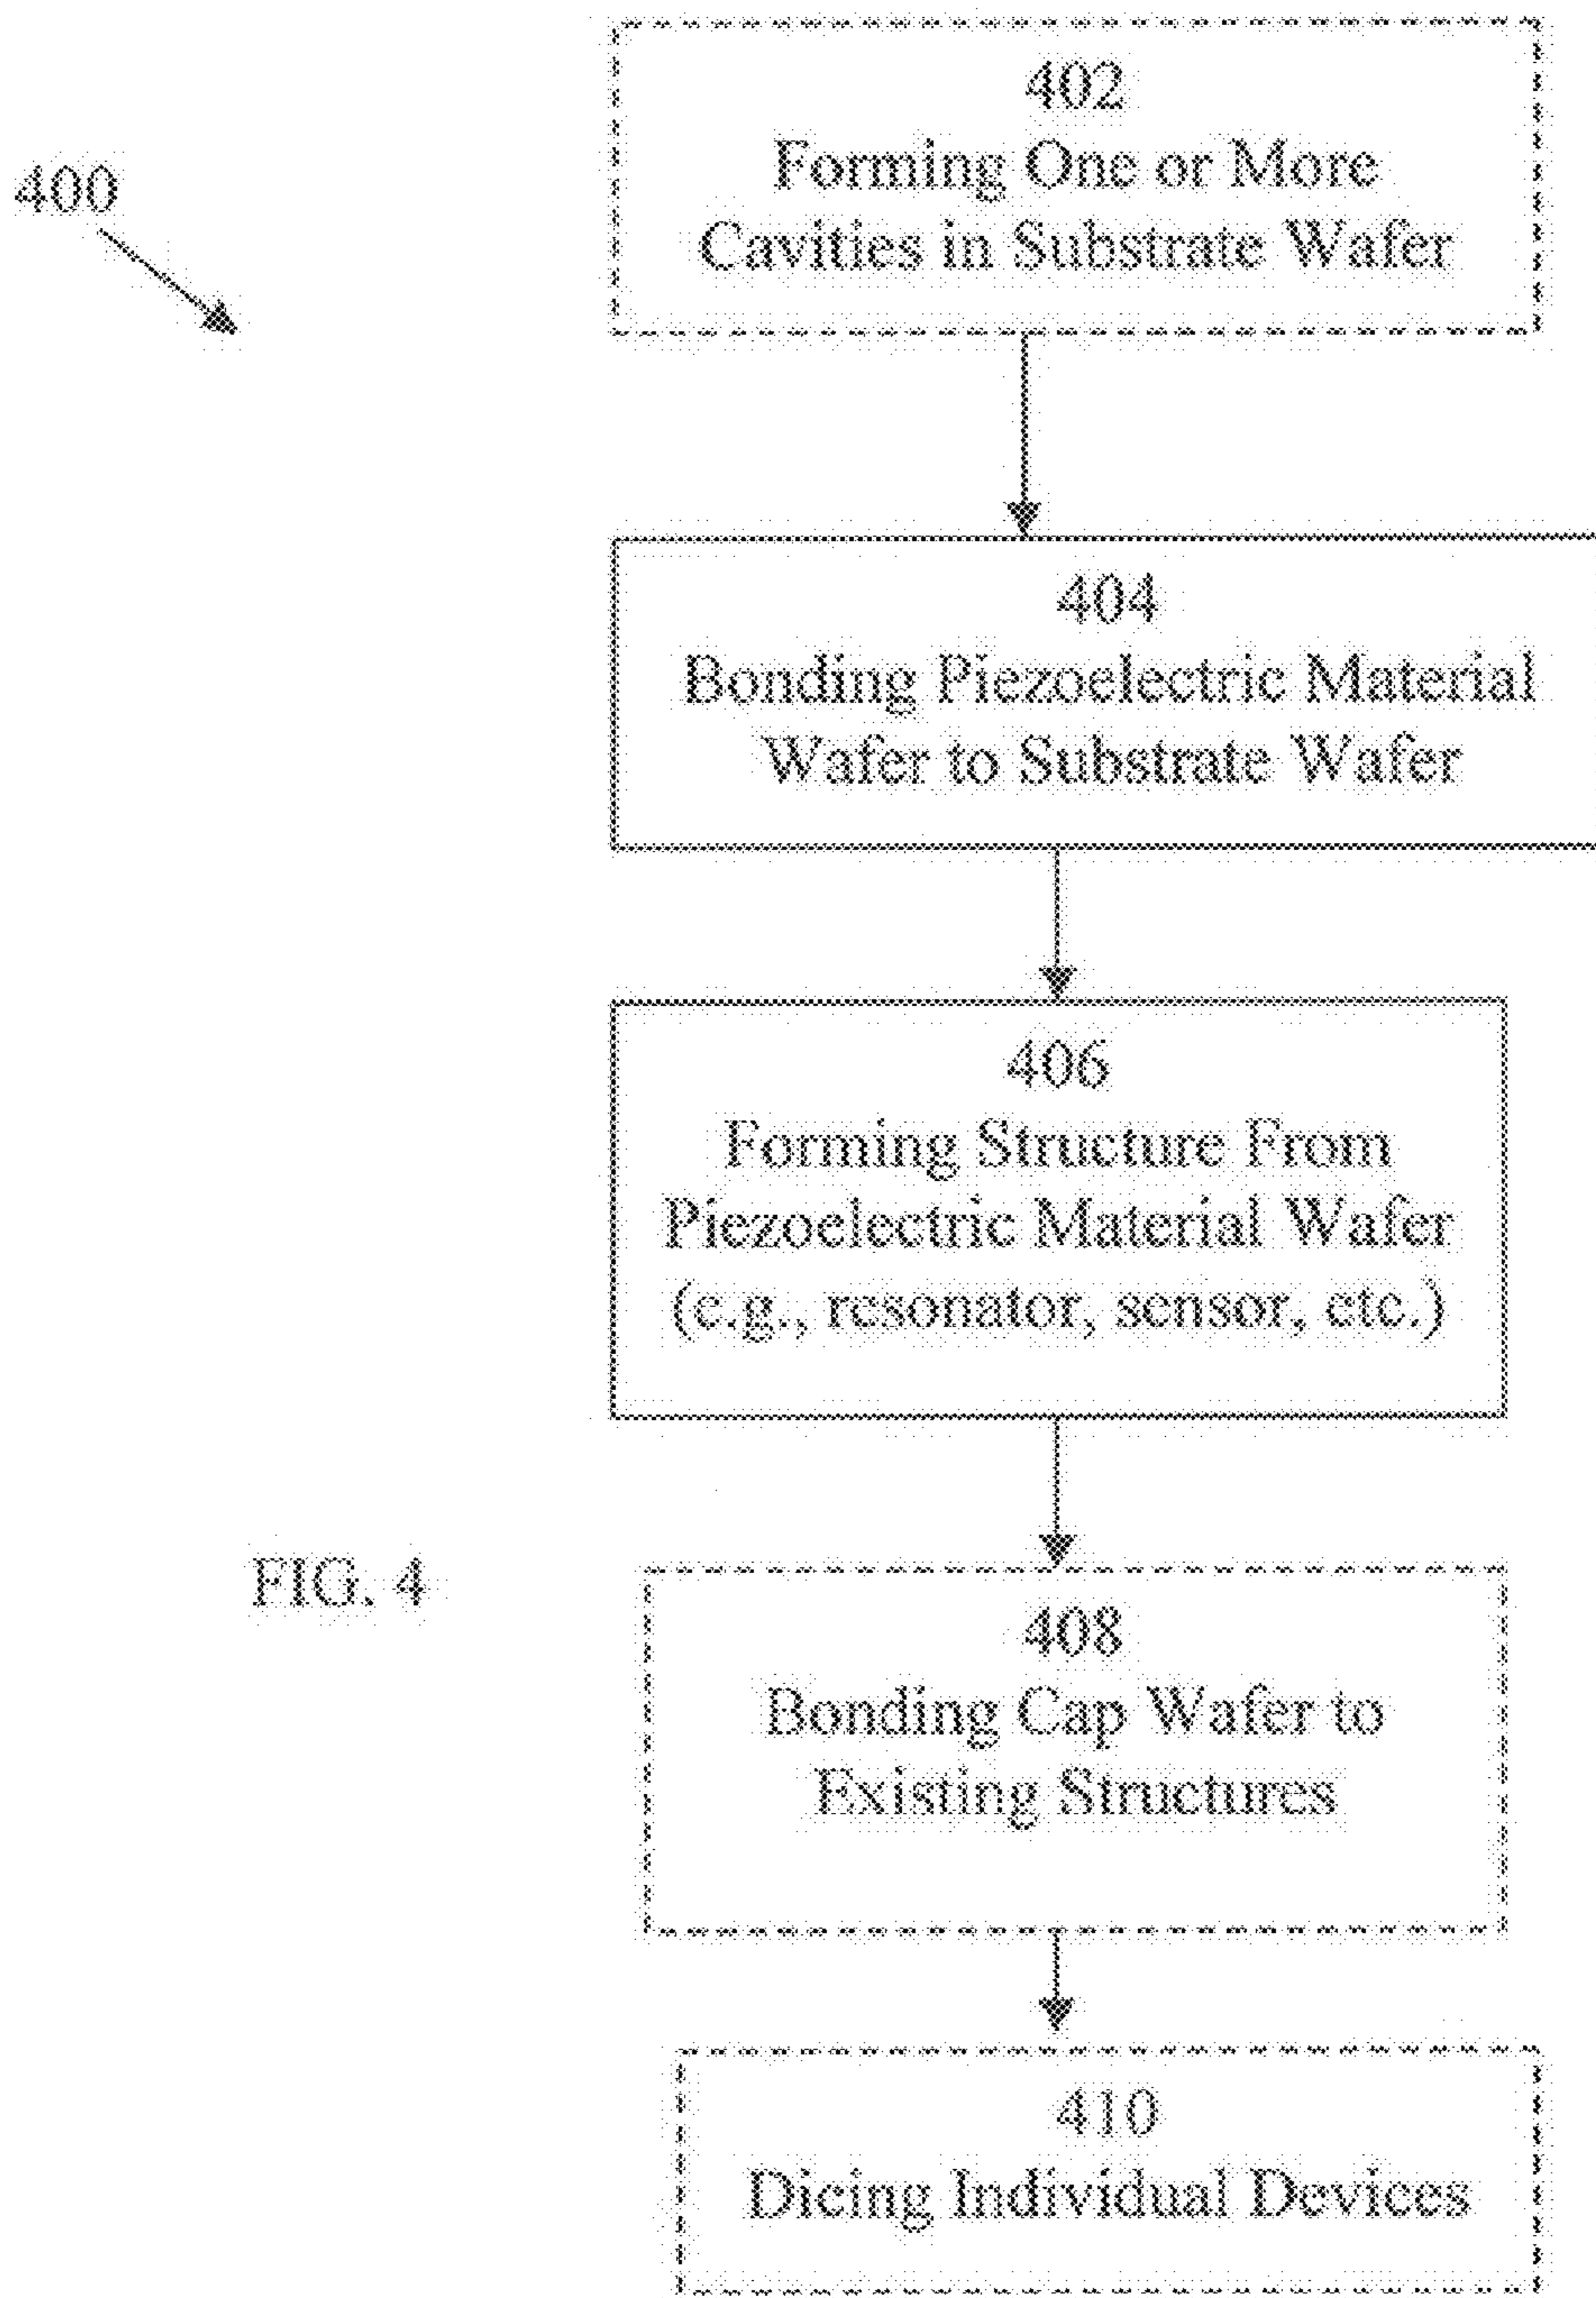 400
402
Forming One or More
Cavities in Substrate Wafer
404
Bonding Piezoelectric Material
Wafer to Substrate Wafer
406
Forming Structure From
Piezoelectric Material Wafer
(e.g., resonator, sensor, etc.)
FIG. 4
408
Bonding Cap Wafer to
Existing Structures
410
Dicing Individual Devices